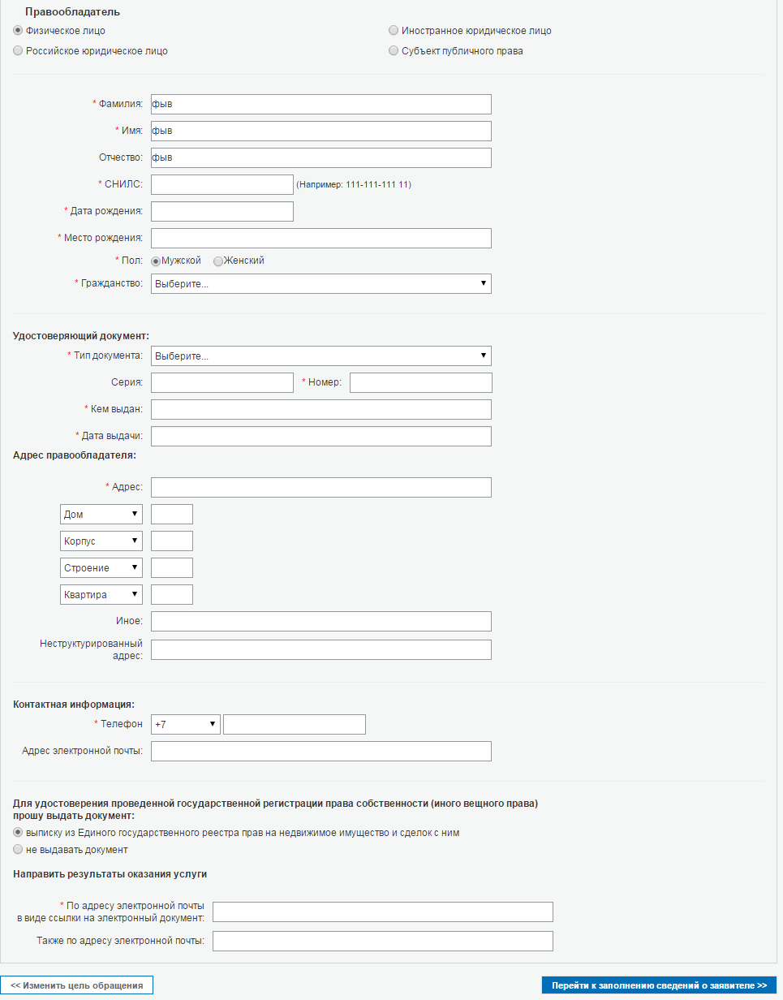 Правообладатель
Физическое лицо
Иностранное юридическое лицо
Российское юридическое лицо
Субъект публичного права
* Фамилия: фыв
* Имя: фыв
Отчество: фыв
* СНИЛС: (Например: 111-111-111 11)
* Дата рождения:
* Место рождения:
* Пол: Мужской Женский
* Гражданство: Выберите...
Удостоверяющий документ:
* Тип документа: Выберите...
Серия: * Номер:
* Кем выдан:
* Дата выдачи:
Адрес правообладателя:
* Адрес:
Дом
Корпус
Строение
Квартира
Иное:
Неструктурированный
адрес:
Контактная информация:
* Телефон +7
Адрес электронной почты:
Для удостоверения проведенной государственной регистрации права собственности (иного вещного права)
прошу выдать документ:
выписку из Единого государственного реестра прав на недвижимое имущество и сделок с ним
не выдавать документ
Направить результаты оказания услуги
* По адресу электронной почты
в виде ссылки на электронный документ:
Также по адресу электронной почты:
<< Изменить цель обращения
Перейти к заполнению сведений о заявителе >>